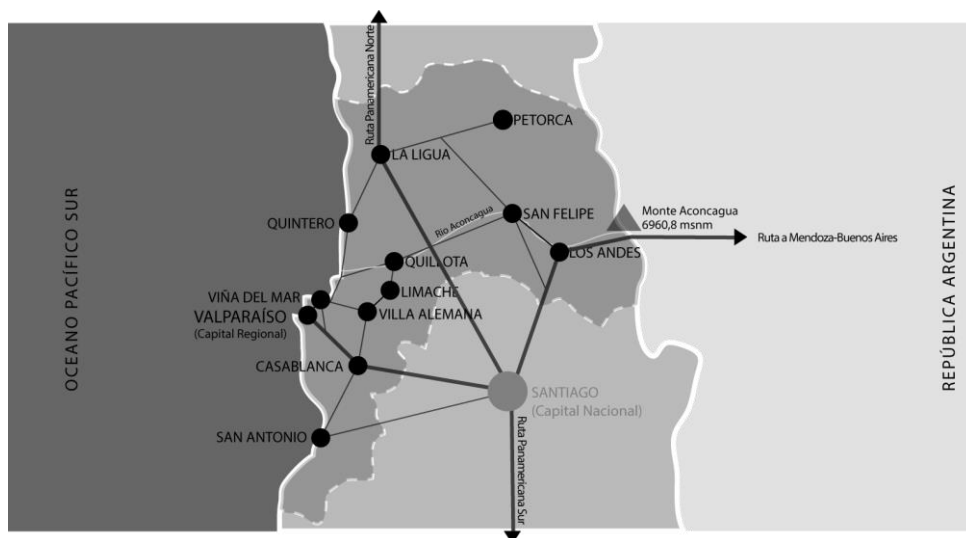 Ruta Panamericana Norte
PETORCA
LA LIGUA
OCEANO PACÍFICO SUR
REPÚBLICA ARGENTINA
QUINTERO
Rio Aconcagua
SAN FELIPE
Monte Aconcagua
6960,8 msnm
Ruta a Mendoza-Buenos Aires
LOS ANDES
QUILLOTA
LIMACHE
VIÑA DEL MAR
VALPARAÍSO
(Capital Regional)
VILLA ALEMANA
CASABLANCA
SANTIAGO
(Capital Nacional)
SAN ANTONIO
Ruta Panamericana Sur